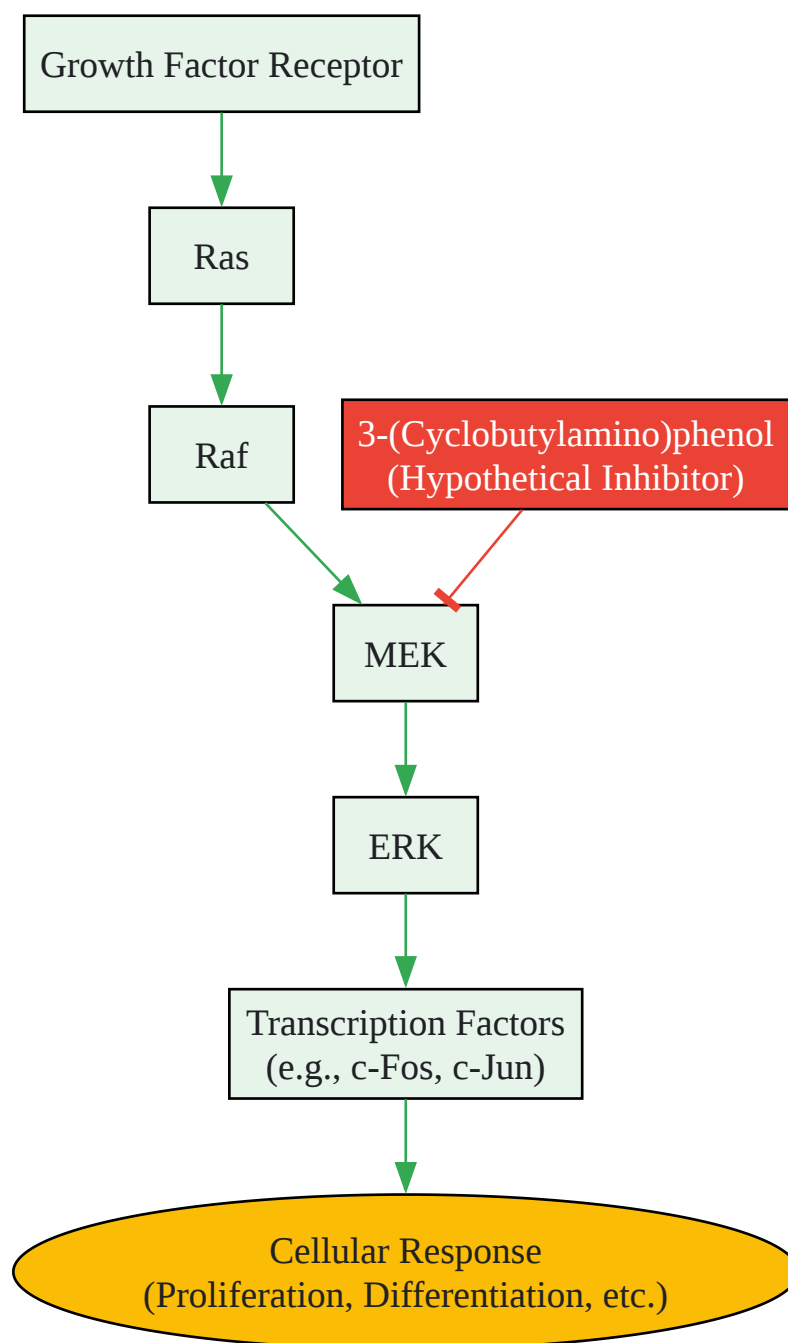 Growth Factor Receptor
Ras
Raf
3-(Cyclobutylamino)phenol
(Hypothetical Inhibitor)
MEK
ERK
Transcription Factors
(e.g., c-Fos, c-Jun)
Cellular Response
(Proliferation, Differentiation, etc.)